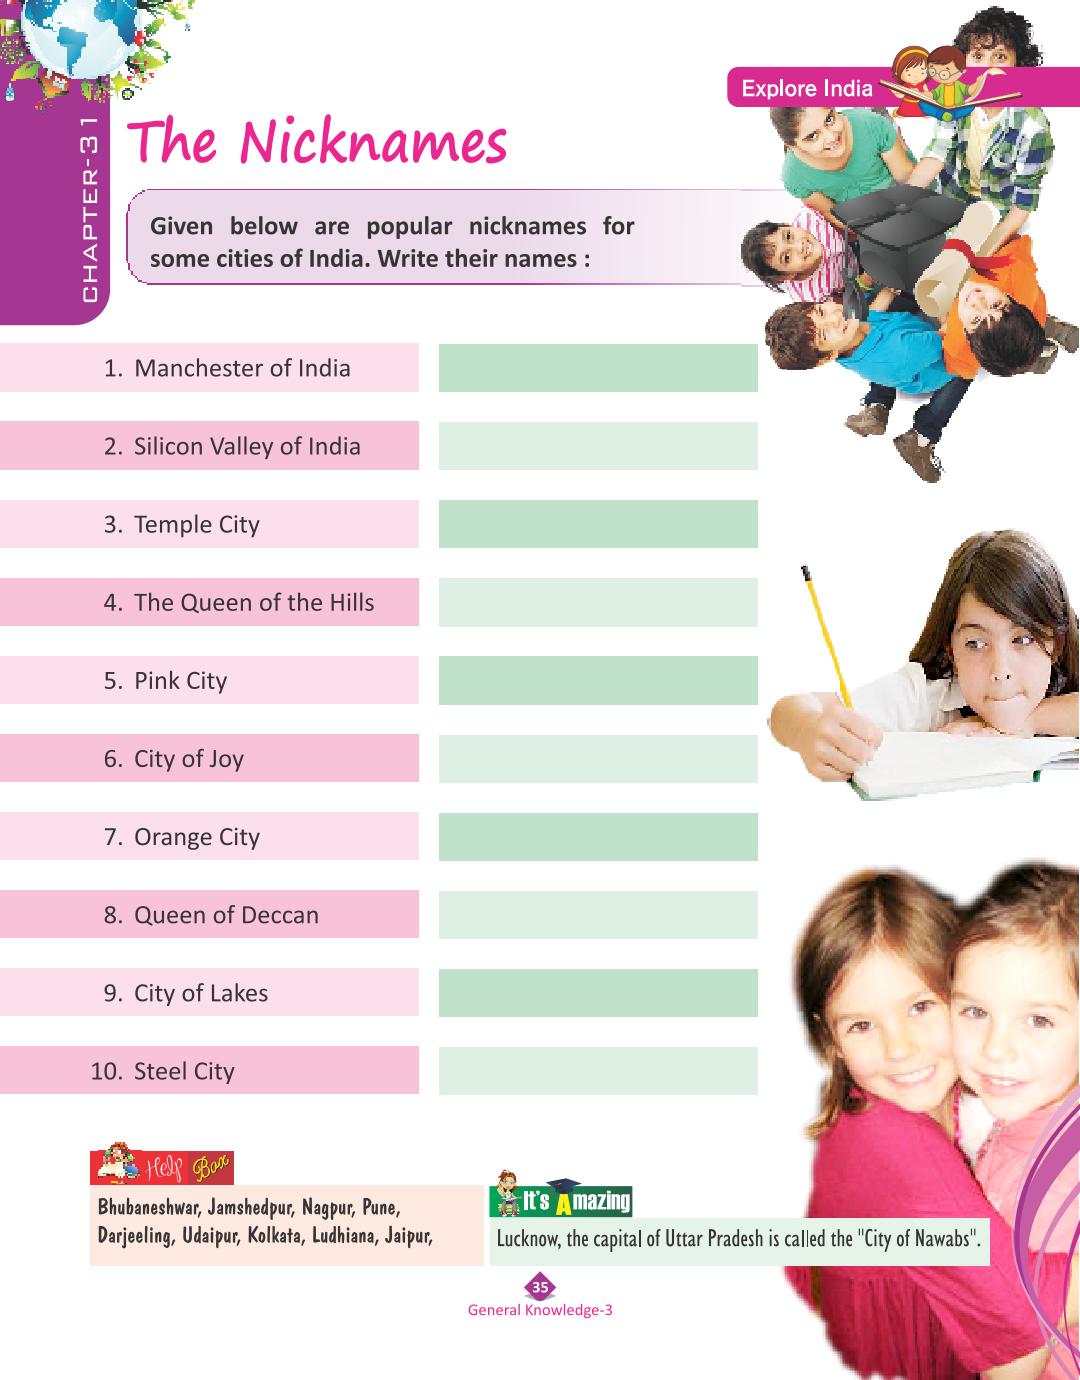 Explore India
CHAPTER-31
The Nicknames
Given below are popular nicknames for
some cities of India. Write their names :
1. Manchester of India
2. Silicon Valley of India
3. Temple City
4. The Queen of the Hills
5. Pink City
6. City of Joy
7. Orange City
8. Queen of Deccan
9. City of Lakes
10. Steel City
Help Box
Bhubaneshwar, Jamshedpur, Nagpur, Pune,
Darjeeling, Udaipur, Kolkata, Ludhiana, Jaipur,
It's Amazing
Lucknow, the capital of Uttar Pradesh is called the "City of Nawabs".
35
General Knowledge-3